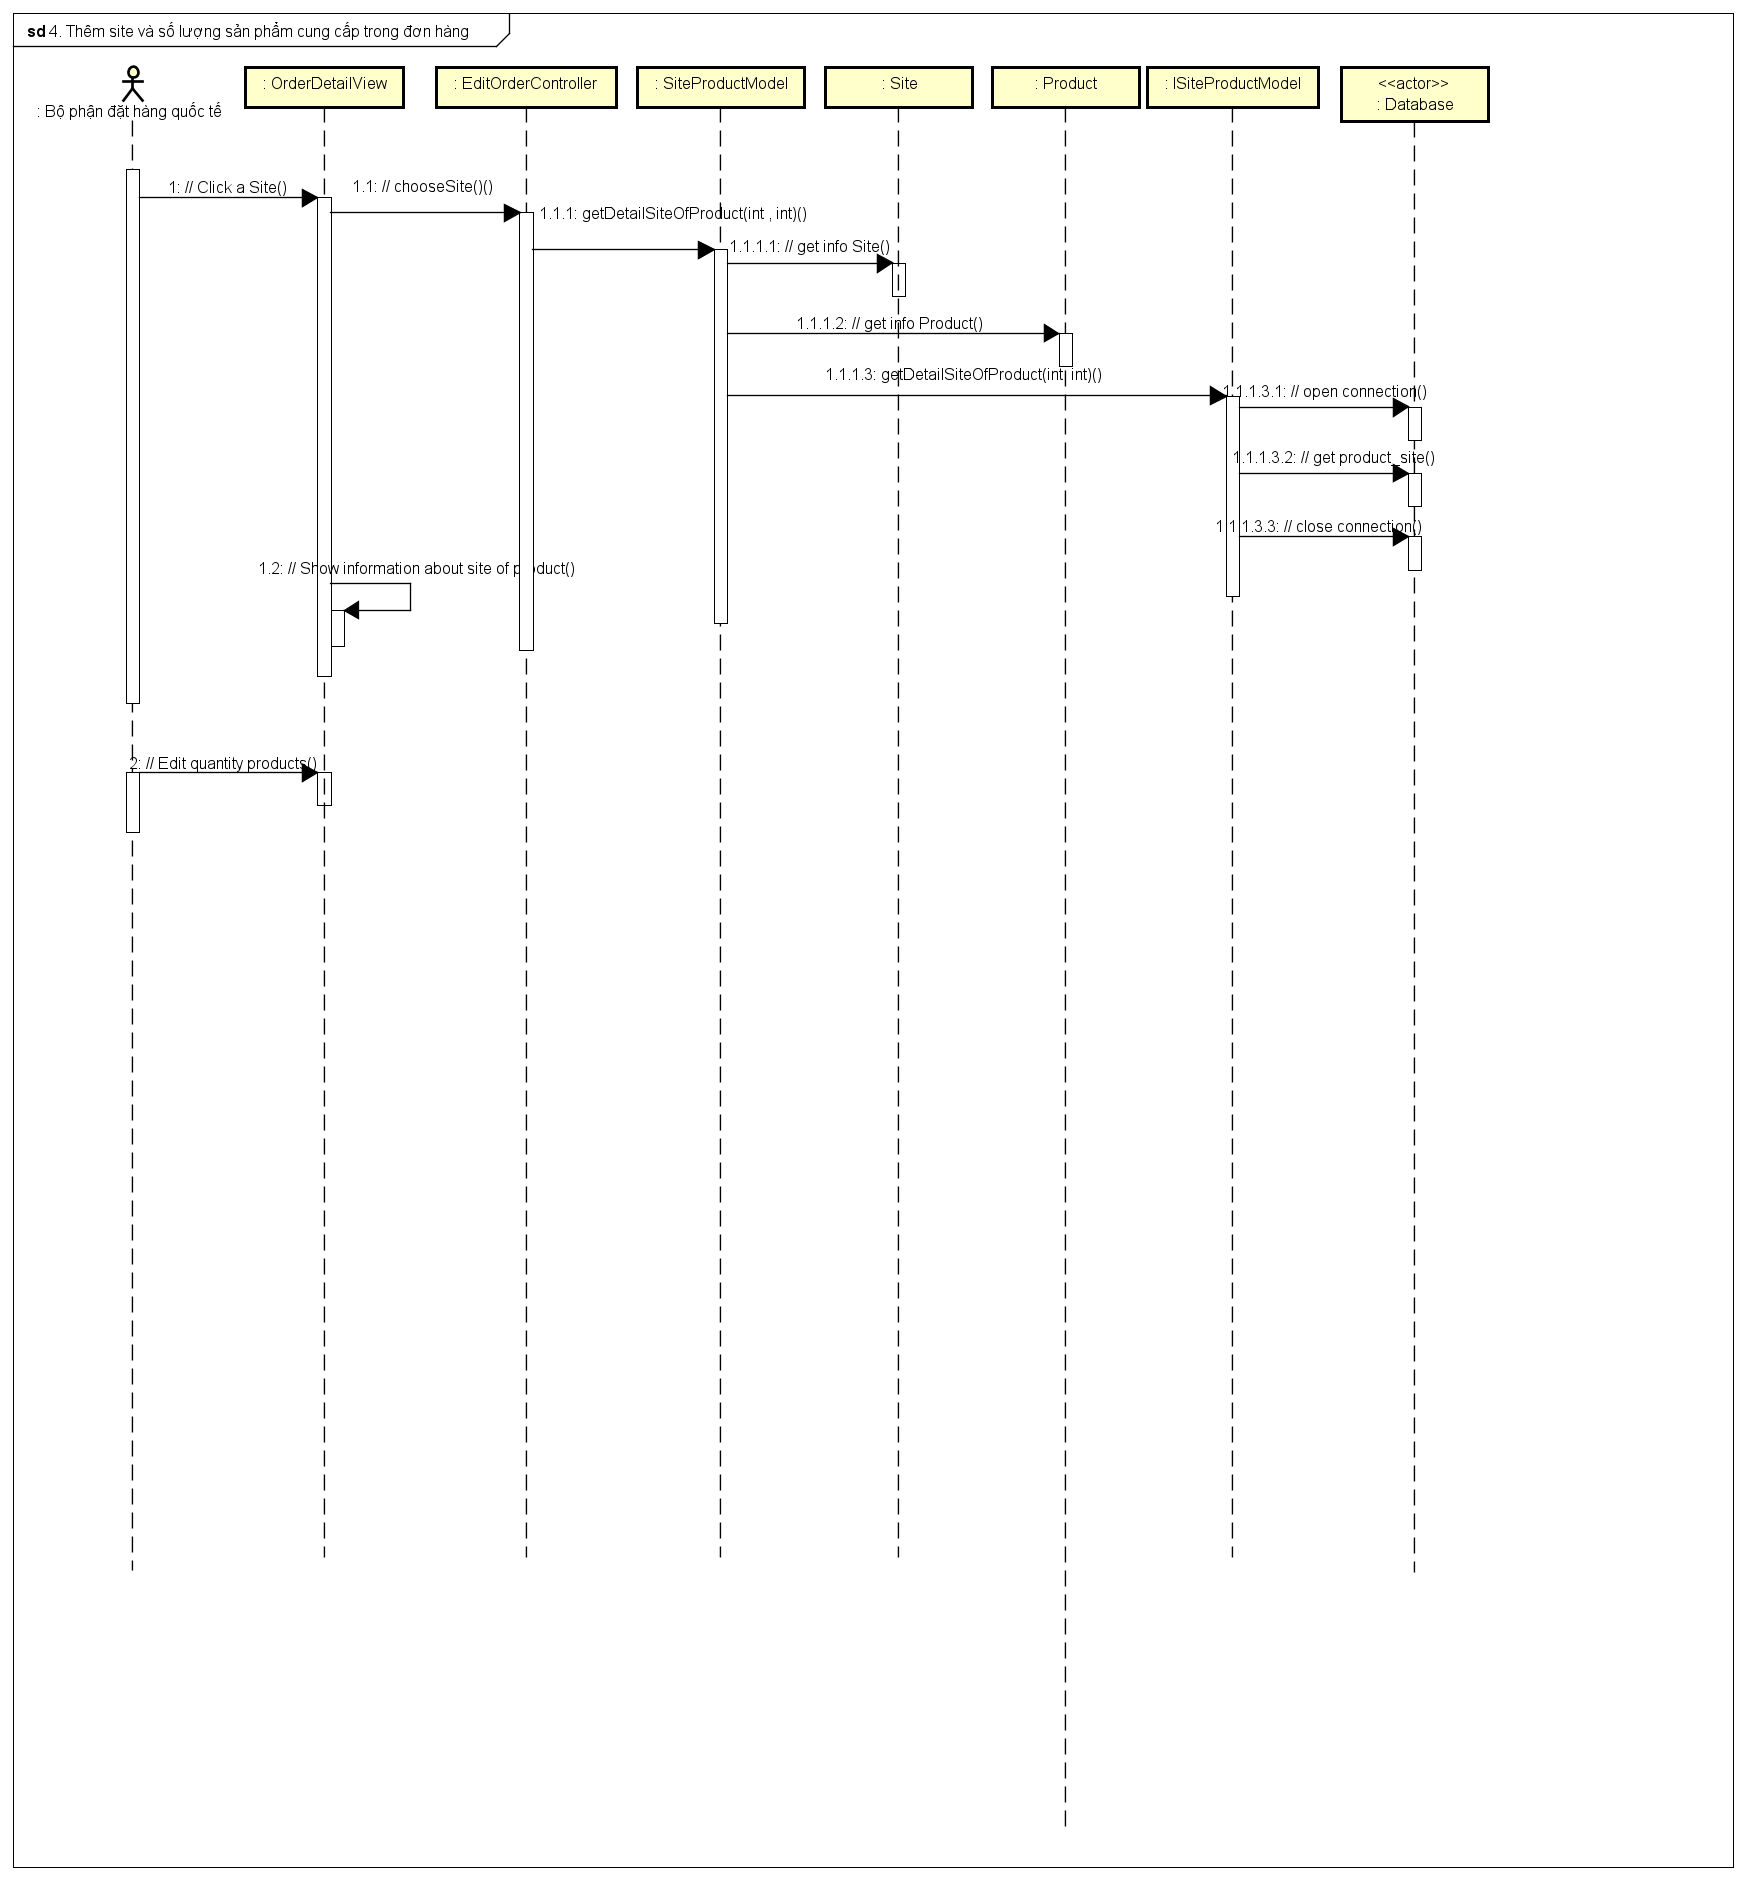 sd 4. Thêm site và số lượng sản phẩm cung cấp trong đơn hàng
: Bộ phận đặt hàng quốc tế
: OrderDetailView
: EditOrderController
: SiteProductModel
: Site
: Product
: ISiteProductModel
<<actor>>
: Database
1: // Click a Site()
1.1: // chooseSite()()
1.1.1: getDetailSiteOfProduct(int , int)()
1.1.1.1: // get info Site()
1.1.1.2: // get info Product()
1.1.1.3: getDetailSiteOfProduct(int, int)()
1.1.1.3.1: // open connection()
1.1.1.3.2: // get product_site()
1.1.1.3.3: // close connection()
1.2: // Show information about site of product()
2: // Edit quantity products()